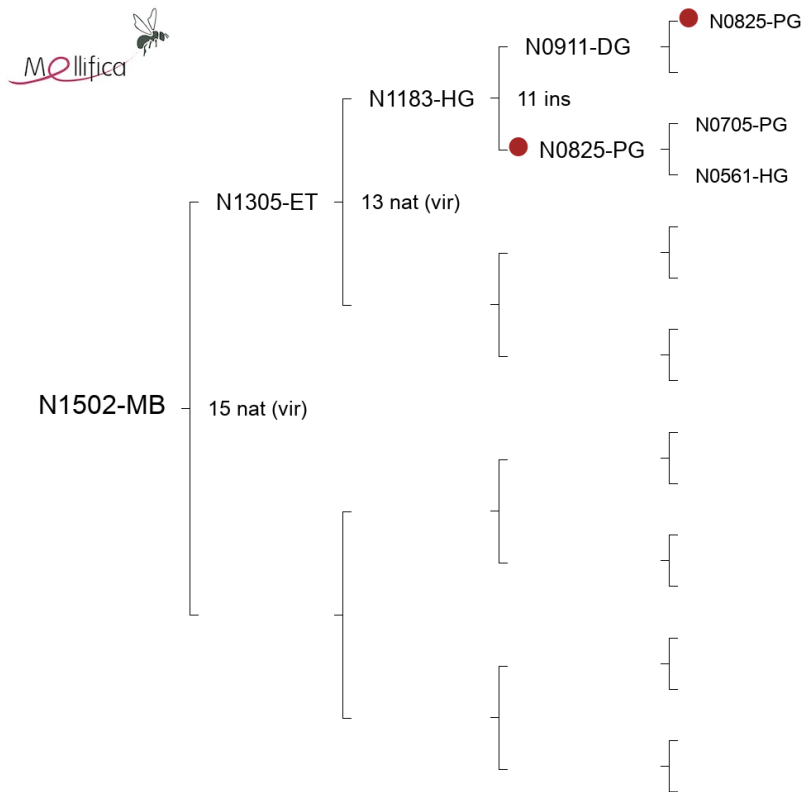 Mellifica
N0825-PG
N0911-DG
N1183-HG
11 ins
N0705-PG
N0825-PG
N0561-HG
N1305-ET
13 nat (vir)
N1502-MB
15 nat (vir)